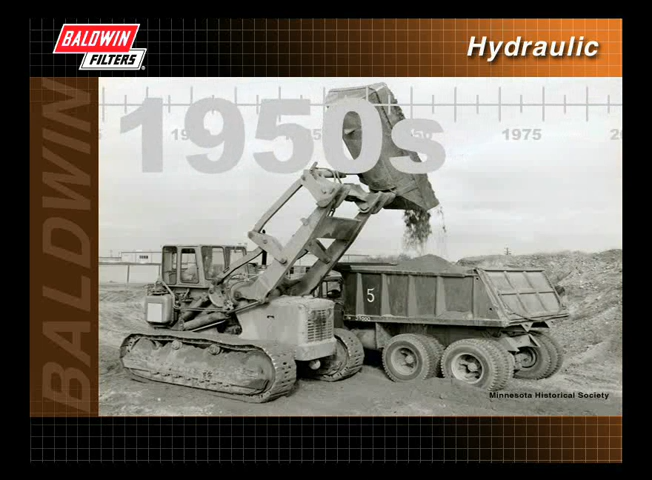 BALDWIN
FILTERS
Hydraulic
1950s
1975
BALDWIN
5
Minnesota Historical Society